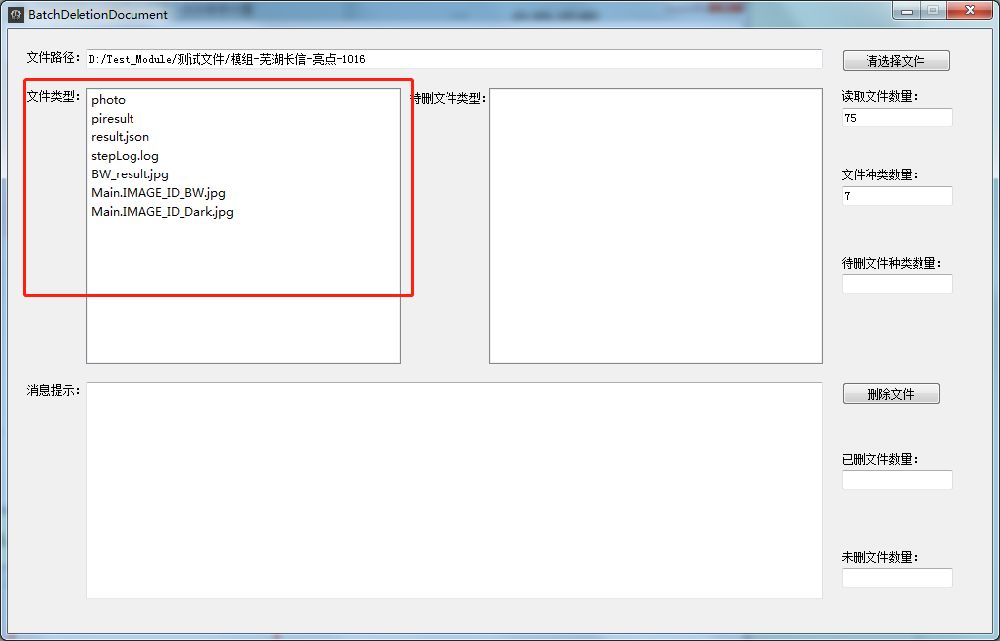 BatchDeletionDocument
文件路径：
D:/Test_Module/测试文件/模组-芜湖长信-亮点-1016
请选择文件
文件类型：
photo
piresult
result.json
stepLog.log
BW_result.jpg
Main.IMAGE_ID_BW.jpg
Main.IMAGE_ID_Dark.jpg
待删文件类型：
读取文件数量：
75
文件种类数量：
7
待删文件种类数量：
消息提示：
删除文件
已删文件数量：
未删文件数量：